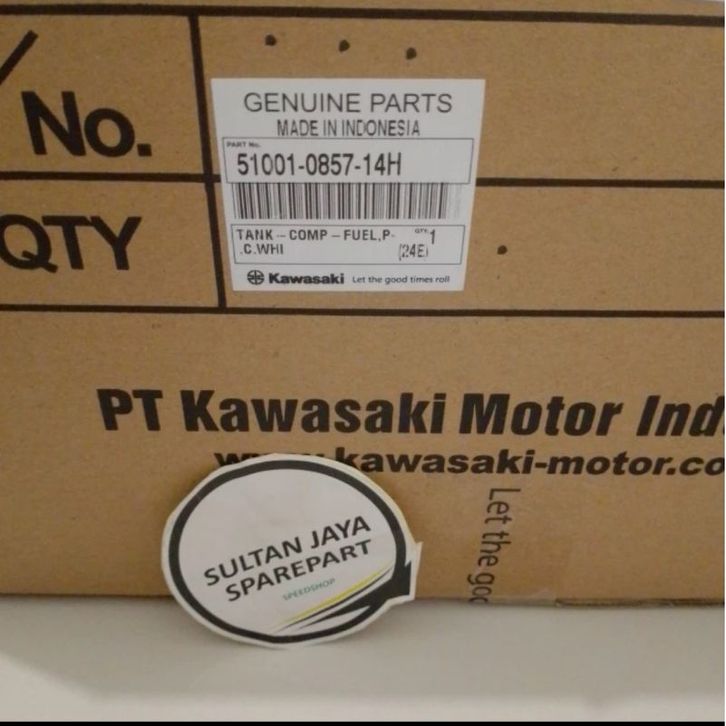 No.
QTY
GENUINE PARTS
MADE IN INDONESIA
PART No.
51001-0857-14H
TANK - COMP - FUEL,P-
QTY. 1
.C.WHI
(24E)
Kawasaki Let the good times roll
PT Kawasaki Motor Ind
kawasaki-motor.co
Let the goo
SULTAN JAYA
SPAREPART
SPEEDSHOP